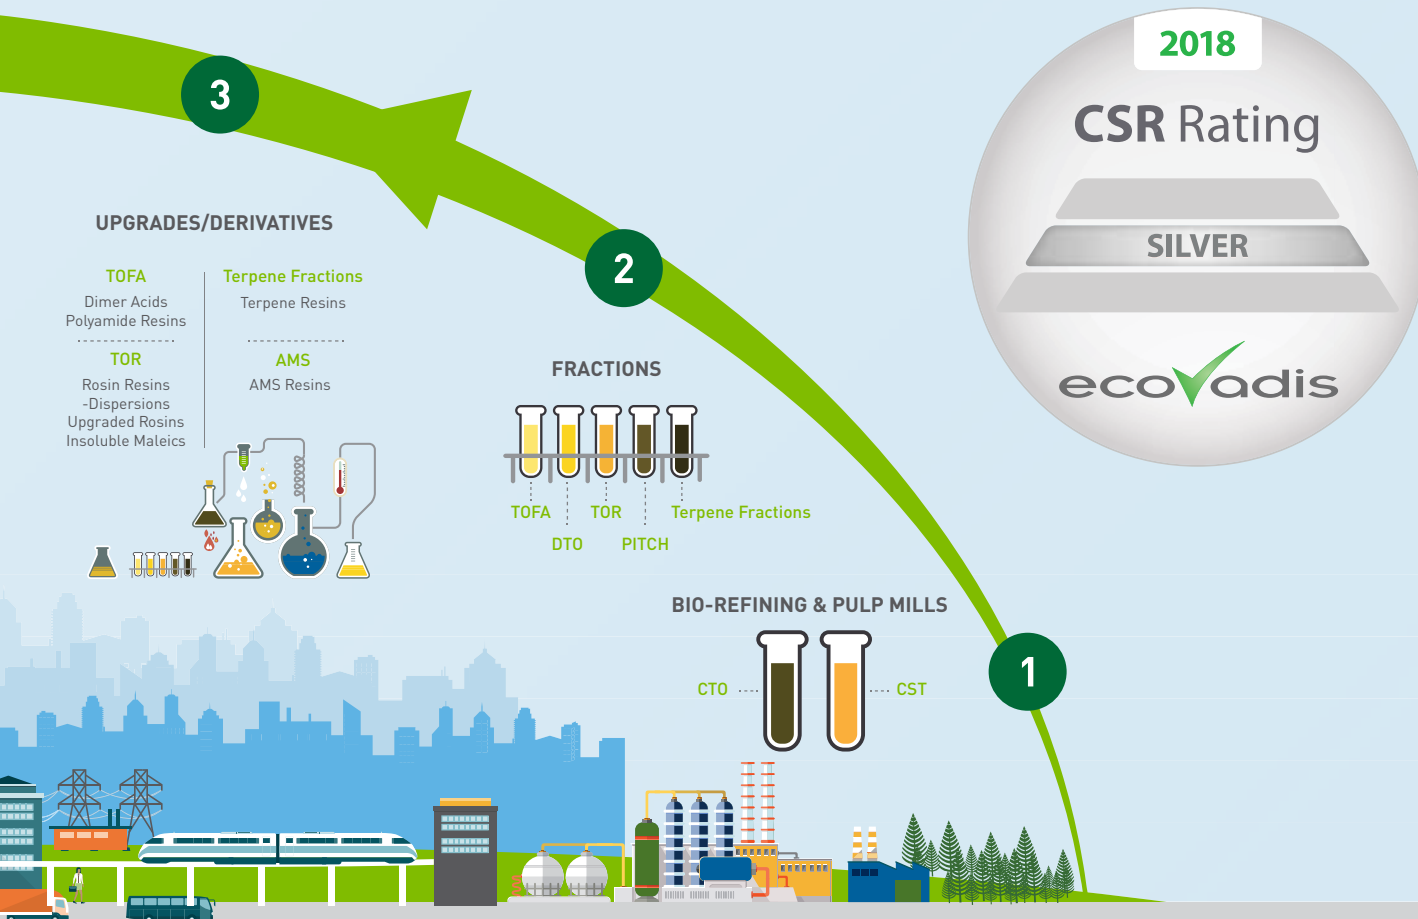 2018
CSR Rating
SILVER
ecovadis
3
2
1
UPGRADES/DERIVATIVES
TOFA
Dimer Acids
Polyamide Resins
TOR
Rosin Resins
-Dispersions
Upgraded Rosins
Insoluble Maleics
Terpene Fractions
Terpene Resins
AMS
AMS Resins
FRACTIONS
TOFA
DTO
TOR
PITCH
Terpene Fractions
BIO-REFINING & PULP MILLS
CTO
CST